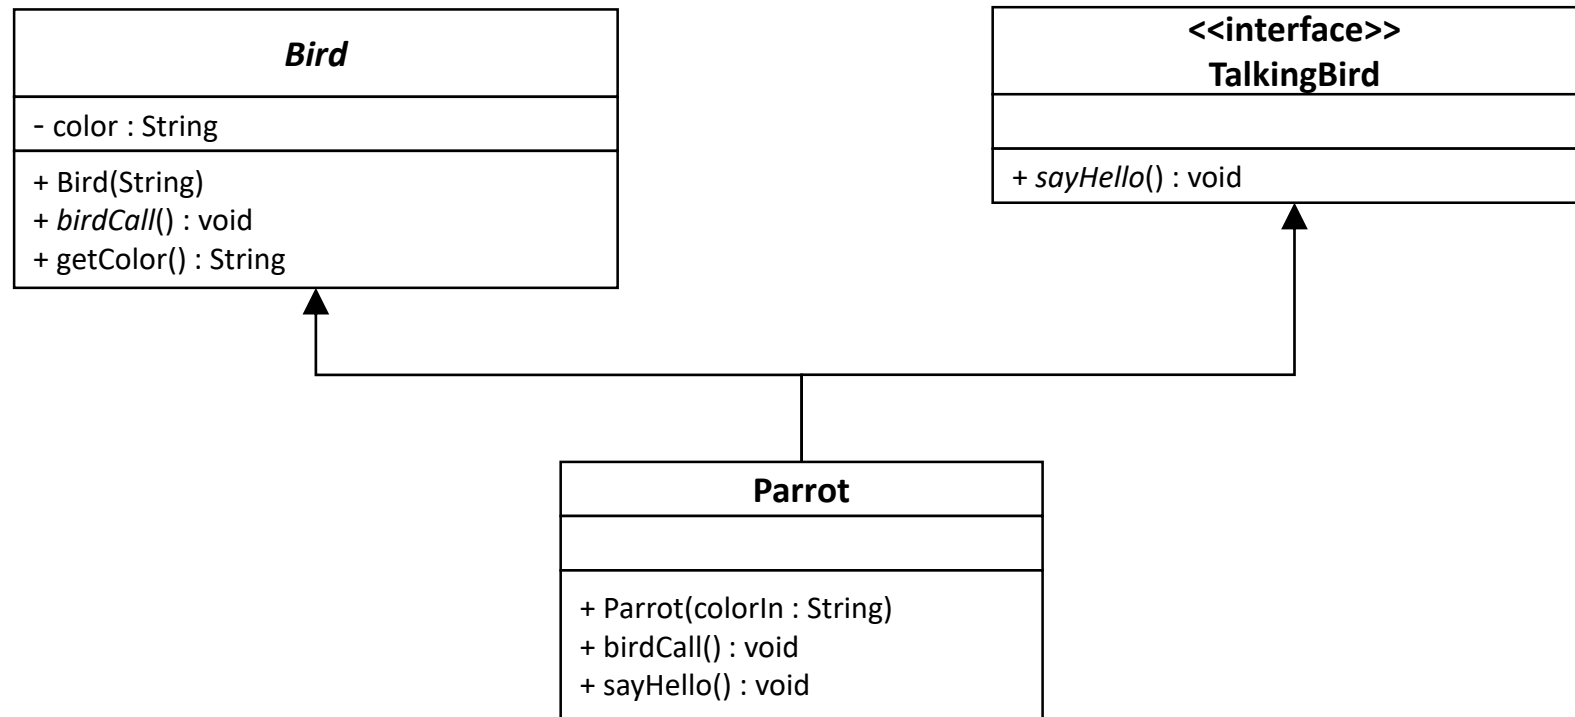 Bird
- color : String
+ Bird(String)
+ birdCall() : void
+ getColor() : String
<<interface>>
TalkingBird
+ sayHello() : void
Parrot
+ Parrot(colorIn : String)
+ birdCall() : void
+ sayHello() : void